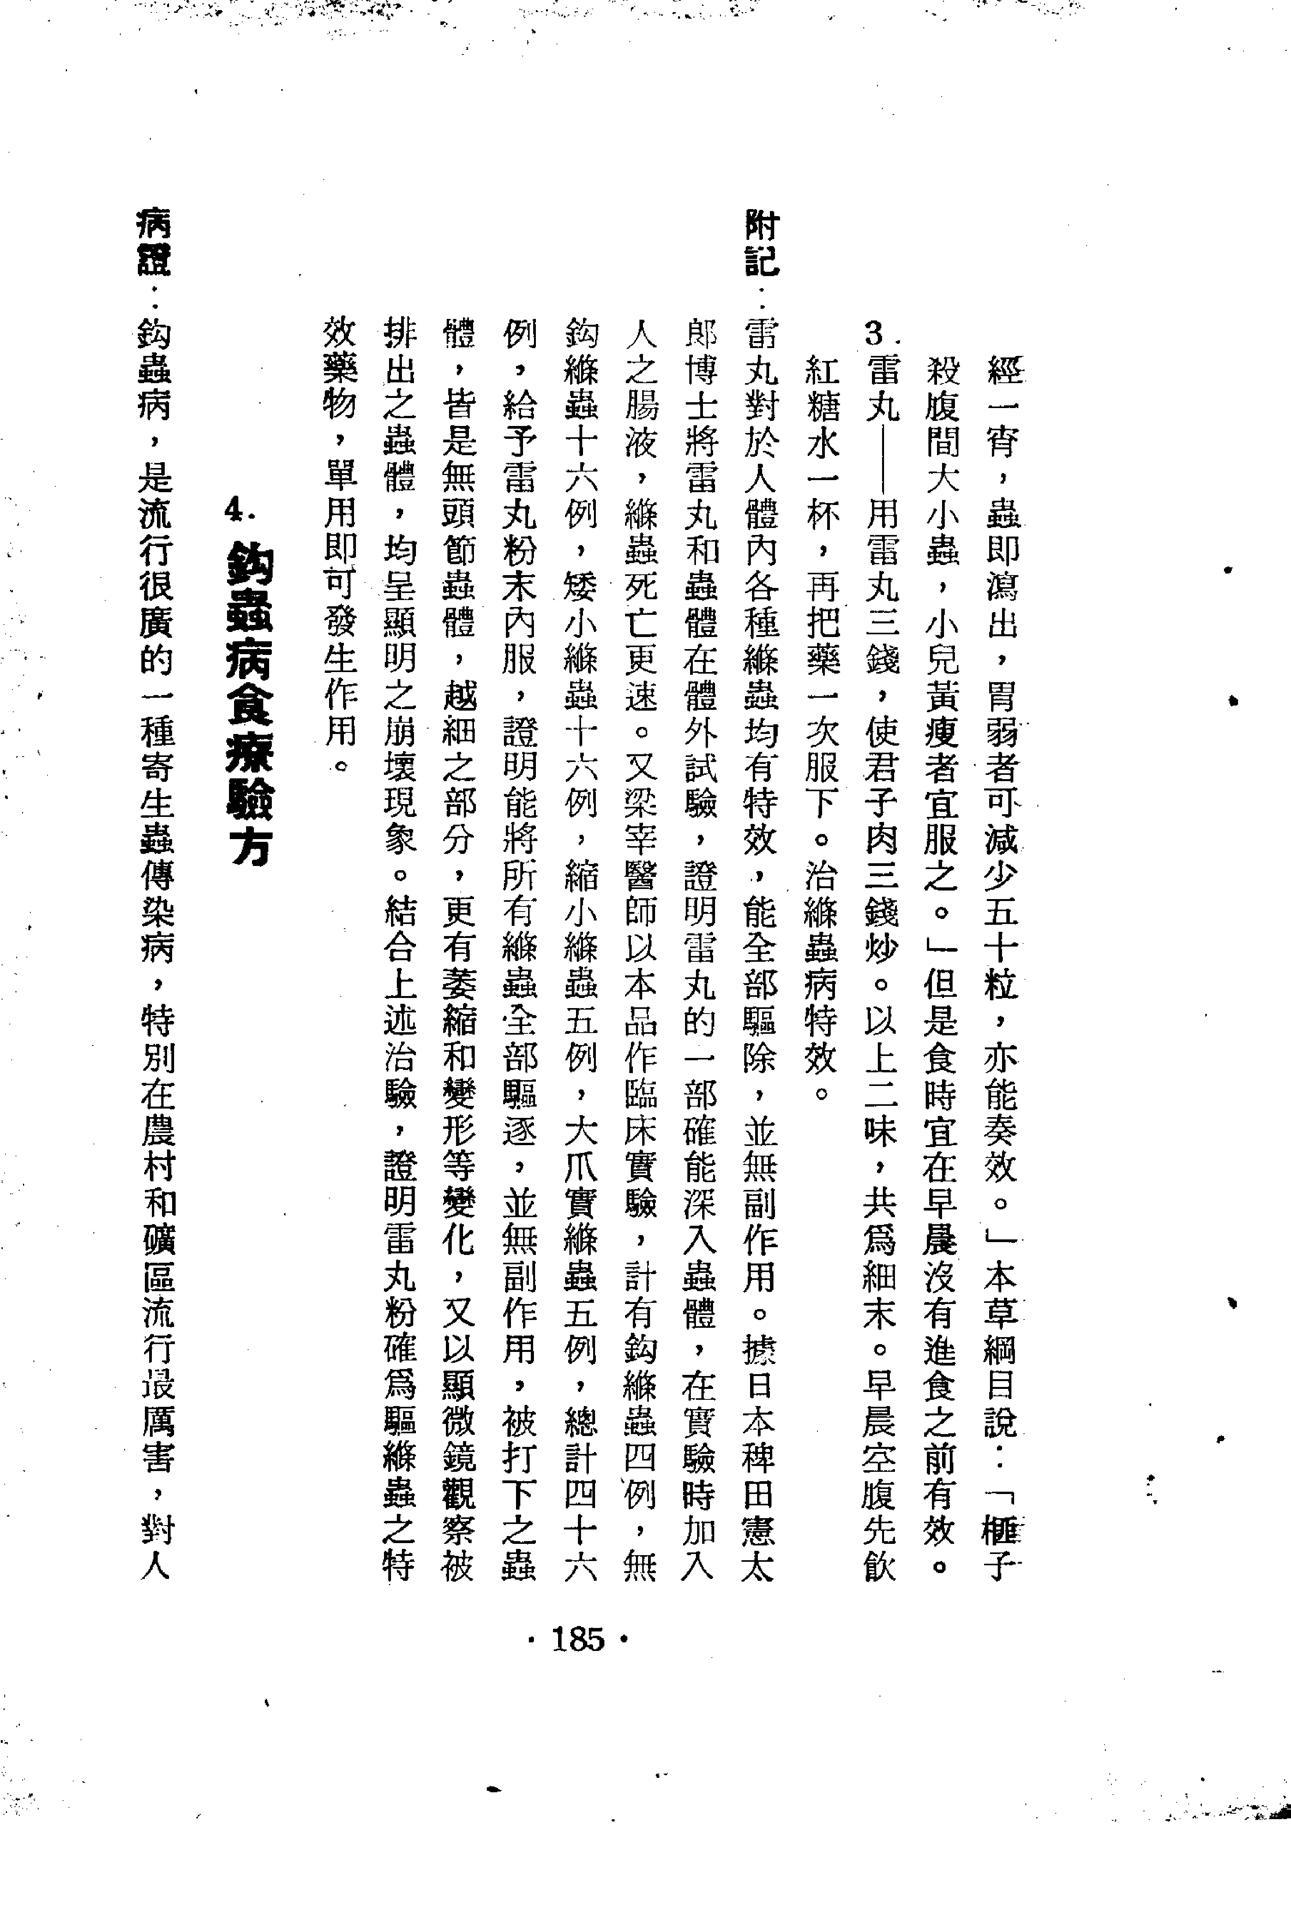 經一宵，蟲即瀉出，胃弱者可減少五十粒，亦能奏效。」本草綱目說：「榧子
殺腹間大小蟲，小兒黃瘦者宜服之。」但是食時宜在早晨沒有進食之前有效。
3.雷丸——用雷丸三錢，使君子肉三錢炒。以上二味，共爲細末。早晨空腹先飲
紅糖水一杯，再把藥一次服下。治縧蟲病特效。
附記：雷丸對於人體內各種縧蟲均有特效，能全部驅除，並無副作用。據日本稗田憲太
郎博士將雷丸和蟲體在體外試驗，證明雷丸的一部確能深入蟲體，在實驗時加入
人之腸液，縧蟲死亡更速。又梁宰醫師以本品作臨床實驗，計有鈎縧蟲四例，無
鈎縧蟲十六例，矮小縧蟲十六例，縮小縧蟲五例，大爪實縧蟲五例，總計四十六
例，給予雷丸粉末內服，證明能將所有縧蟲全部驅逐，並無副作用，被打下之蟲
體，皆是無頭節蟲體，越細之部分，更有萎縮和變形等變化，又以顯微鏡觀察被
排出之蟲體，均呈顯明之崩壞現象。結合上述治驗，證明雷丸粉確爲驅縧蟲之特
效藥物，單用即可發生作用。
4.鈎蟲病食療驗方
病證：鈎蟲病，是流行很廣的一種寄生蟲傳染病，特別在農村和礦區流行最厲害，對人
·185·